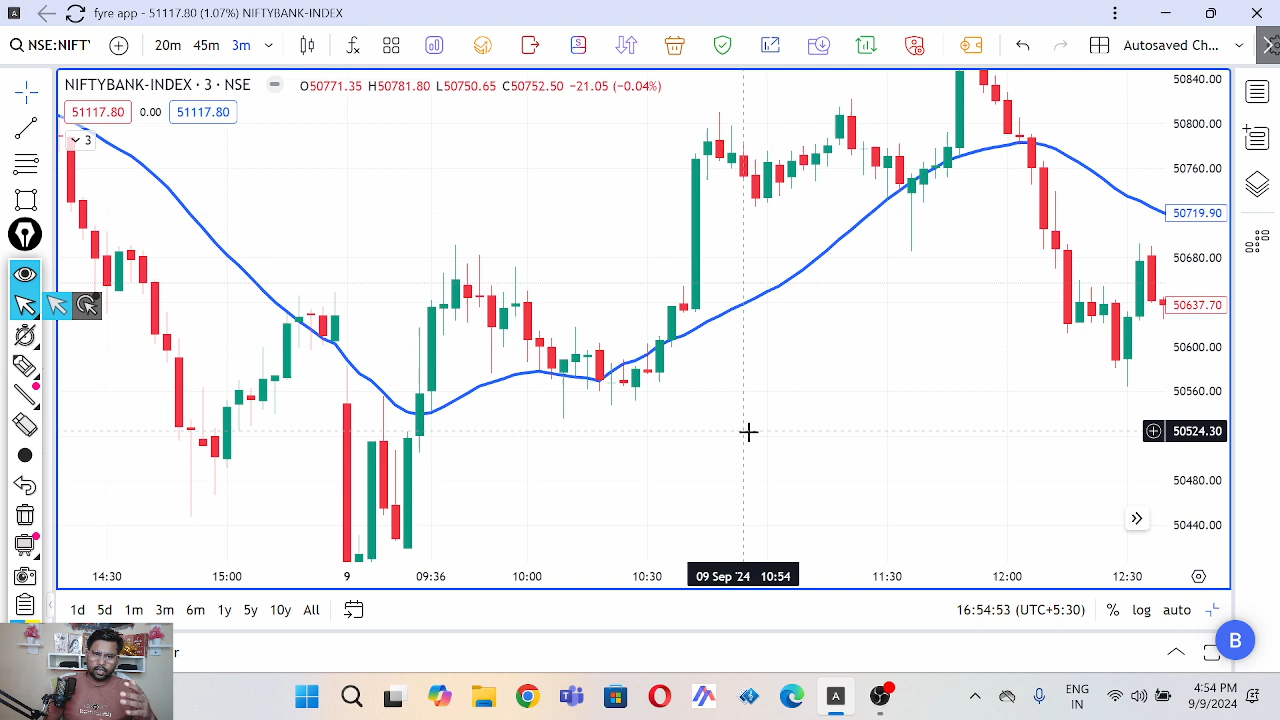 fyre app - 51117.80 (1.07%) NIFTYBANK-INDEX
NSE:NIFT
20m 45m 3m
Autosaved Ch...
NIFTYBANK-INDEX · 3 · NSE
O50771.35 H50781.80 L50750.65 C50752.50 −21.05 (−0.04%)
51117.80 0.00 51117.80
3
50840.00
50800.00
50760.00
50719.90
50680.00
50637.70
50600.00
50560.00
50524.30
50480.00
50440.00
14:30 15:00 9 09:36 10:00 10:30 09 Sep '24 10:54 11:30 12:00 12:30
1d 5d 1m 3m 6m 1y 5y 10y All
16:54:53 (UTC+5:30) % log auto
B
r
ENG
IN
4:54 PM
9/9/2024